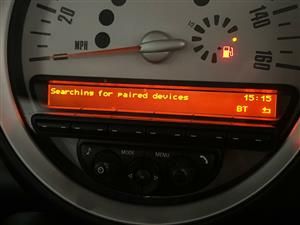 20
MPH
140
160
Searching for paired devices 15:15
BT
MODE MENU